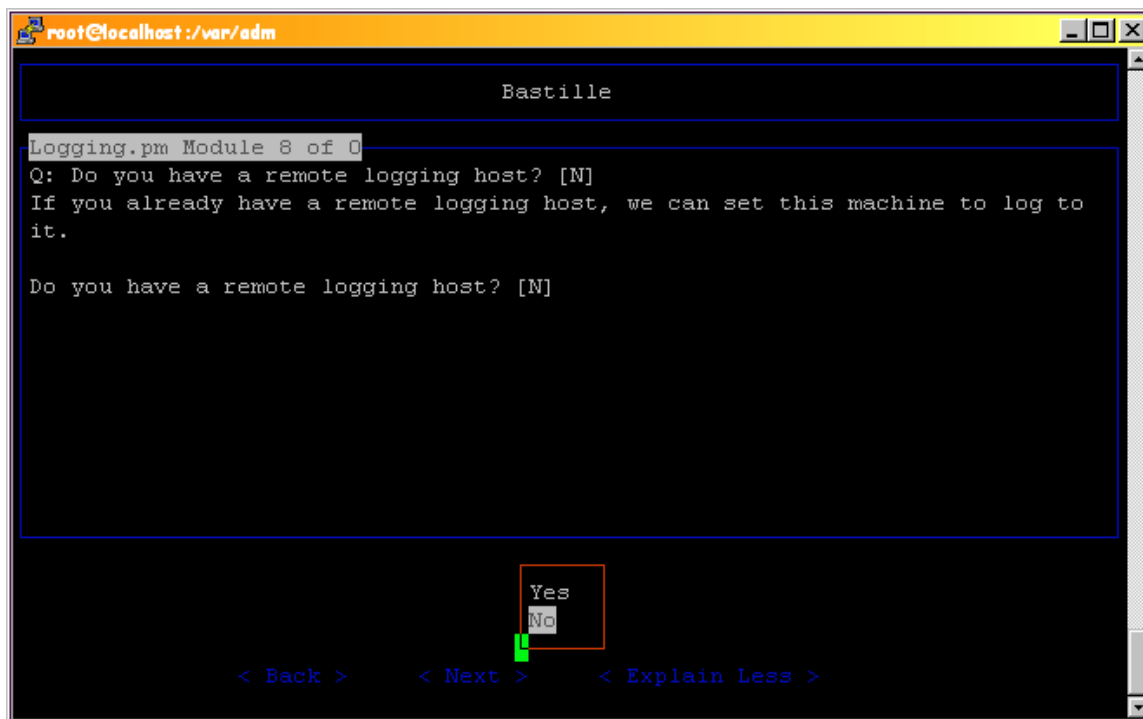 root@localhost:/var/adm
Bastille
Logging.pm Module 8 of 0
Q: Do you have a remote logging host? [N]
If you already have a remote logging host, we can set this machine to log to
it.
Do you have a remote logging host? [N]
Yes
No
< Back > < Next > < Explain Less >